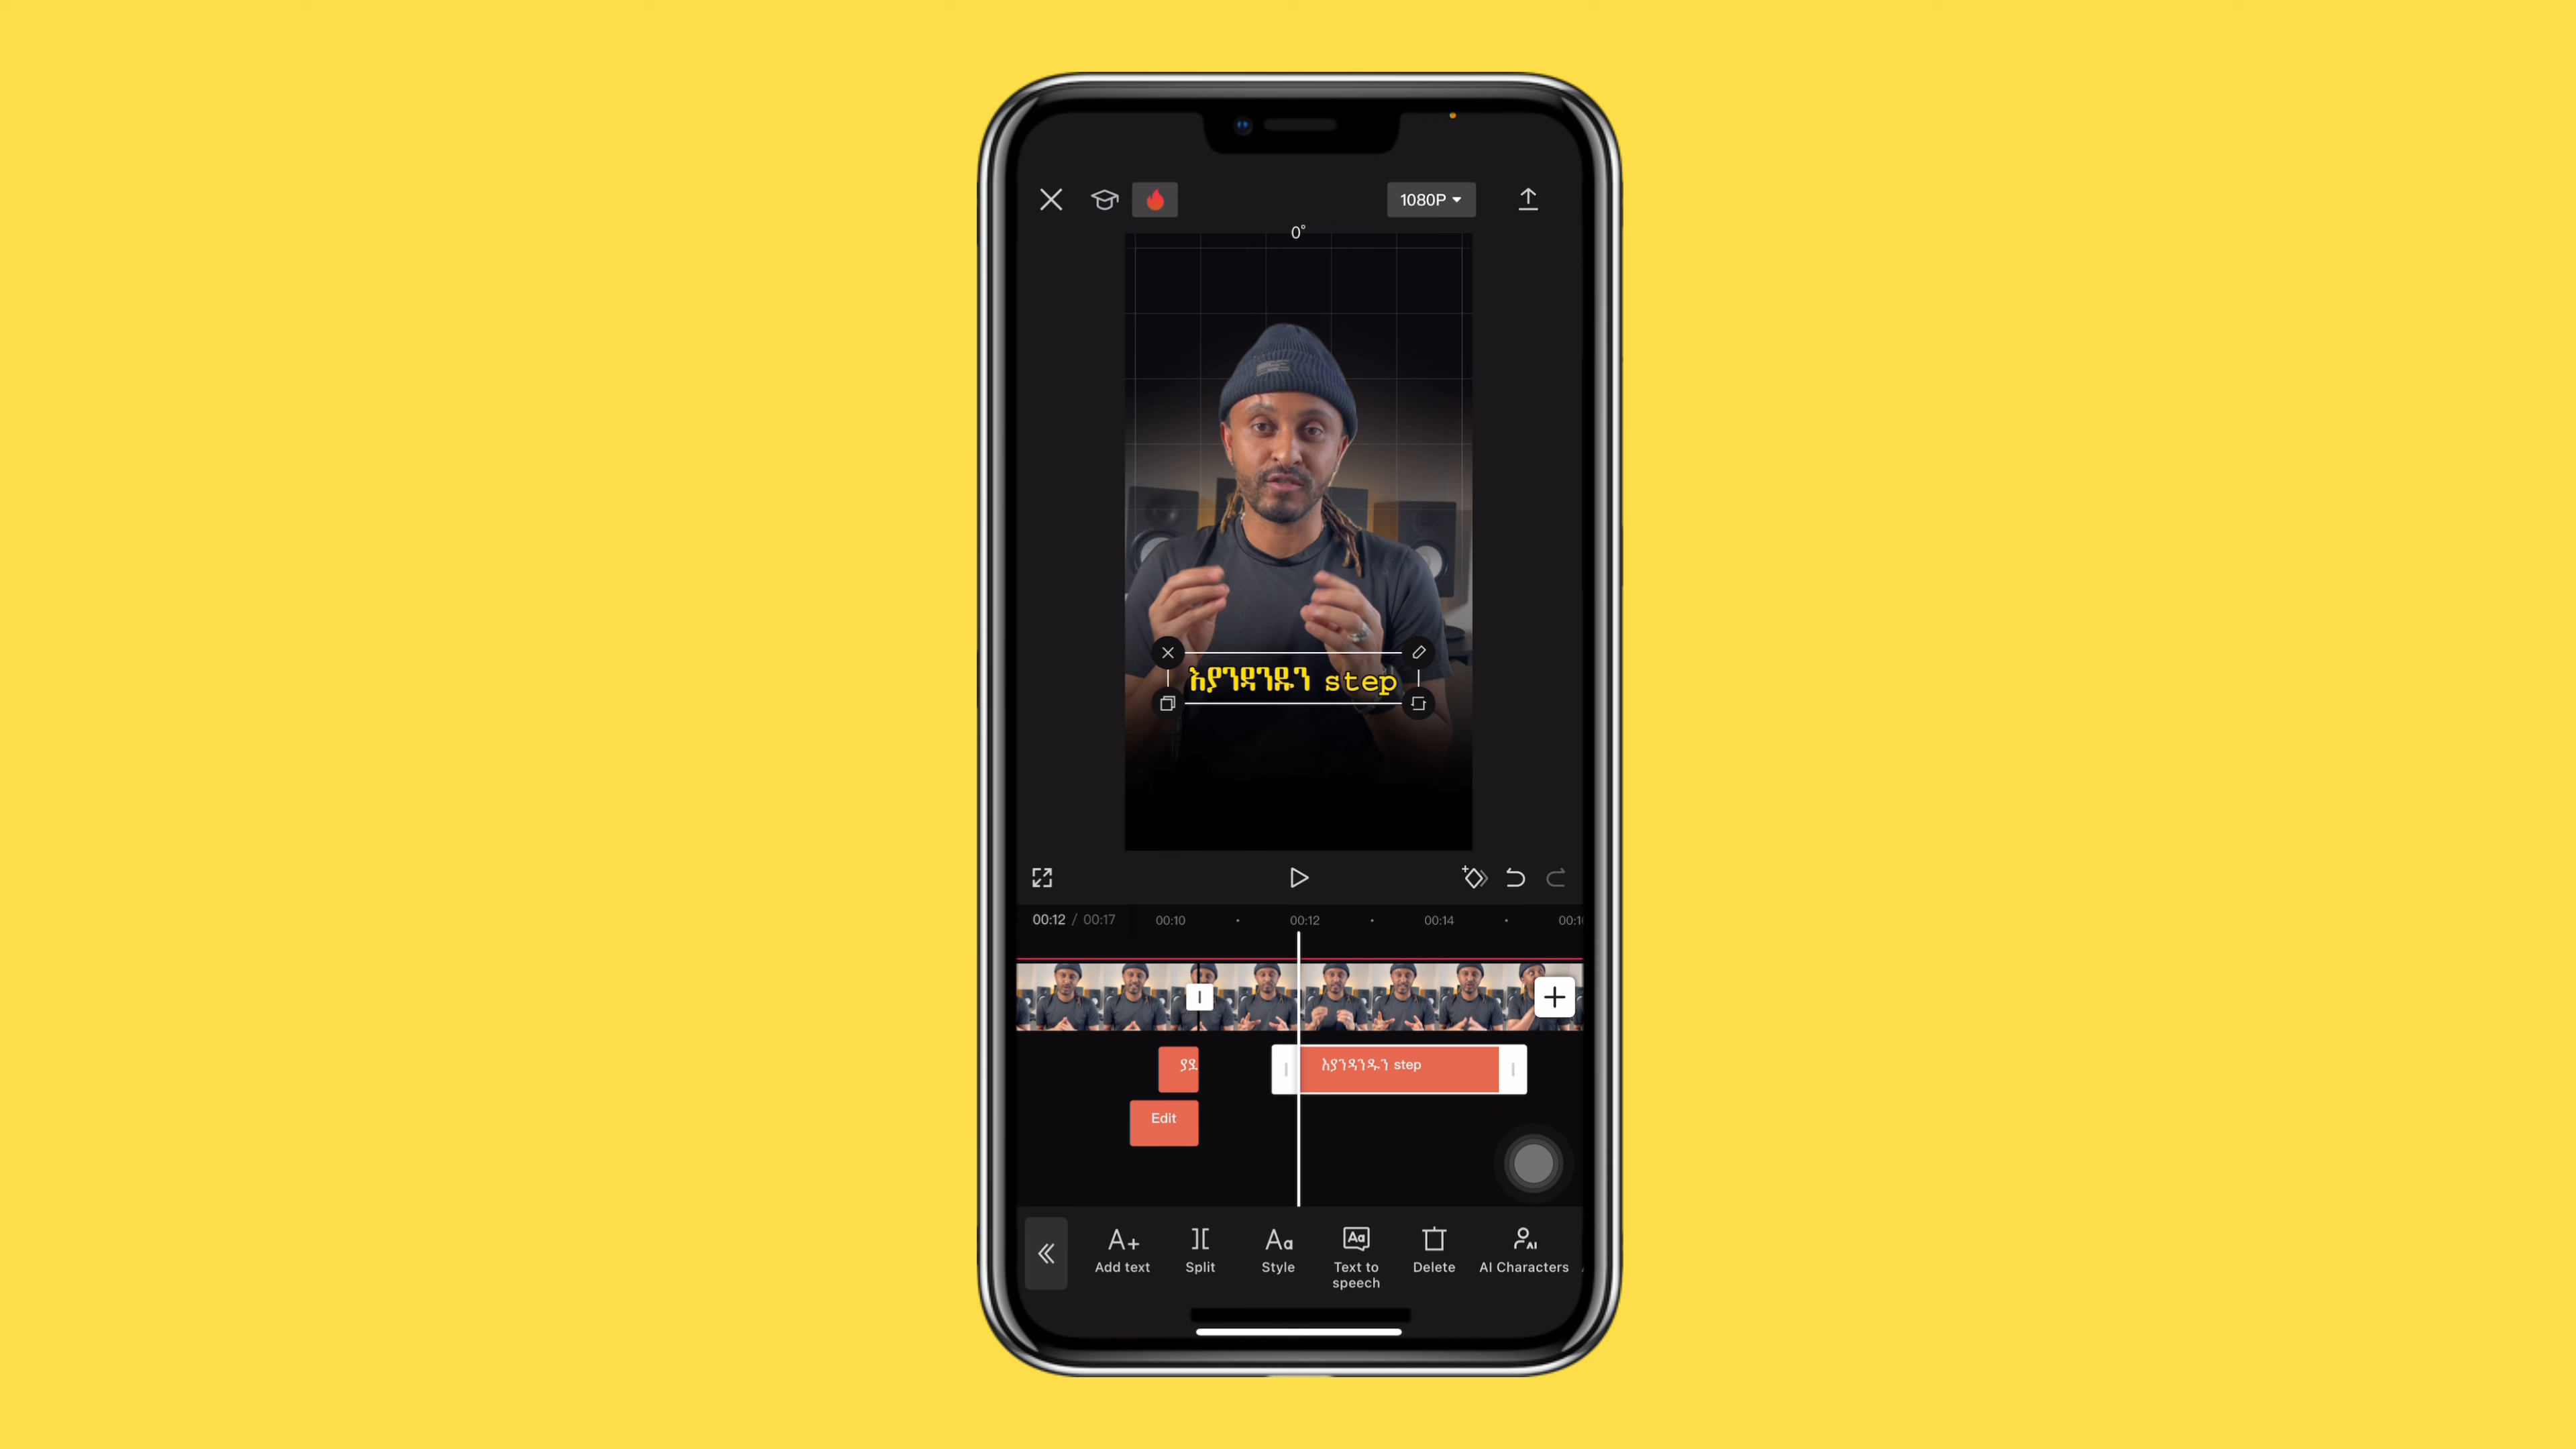 1080P
0°
እያንዳንዱን step
00:12 / 00:17
00:10
00:12
00:14
እያንዳንዱን step
Edit
Add text
Split
Style
Text to
speech
Delete
AI Characters